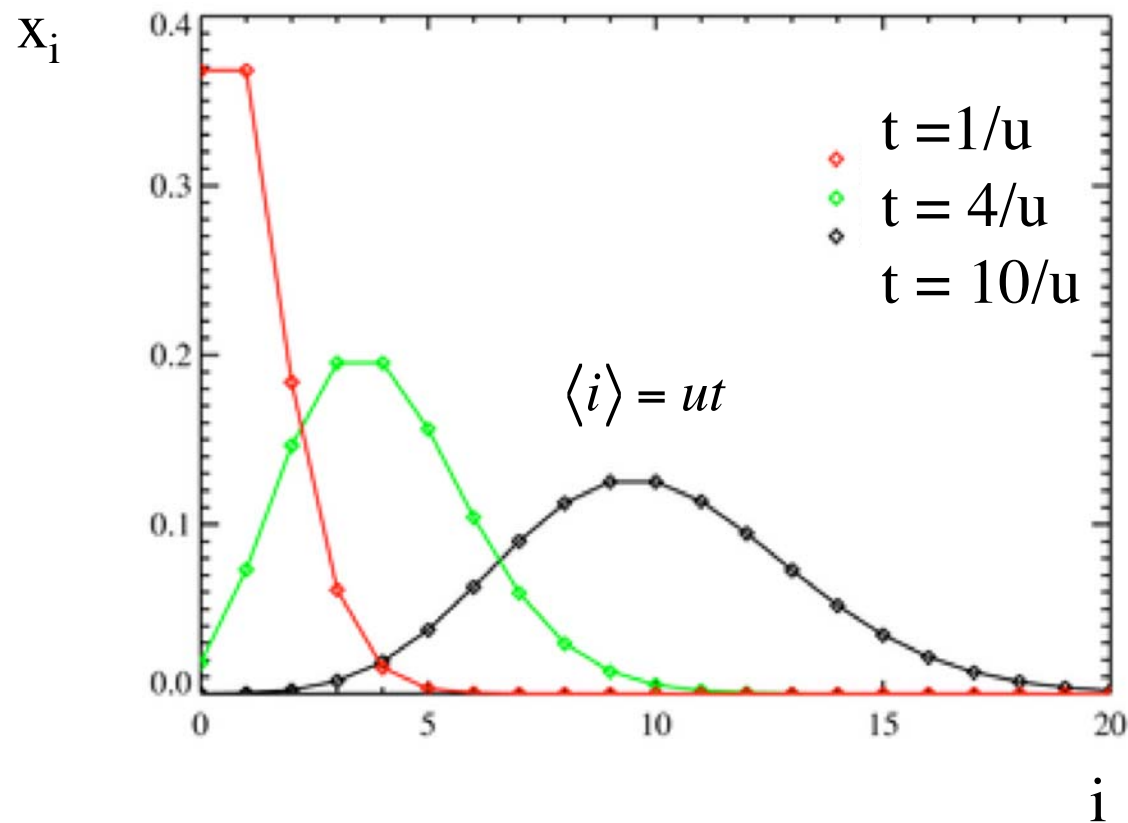 xᵢ
0.4
0.3
0.2
0.1
0.0
t =1/u
t = 4/u
t = 10/u
⟨i⟩ = ut
0 5 10 15 20
i